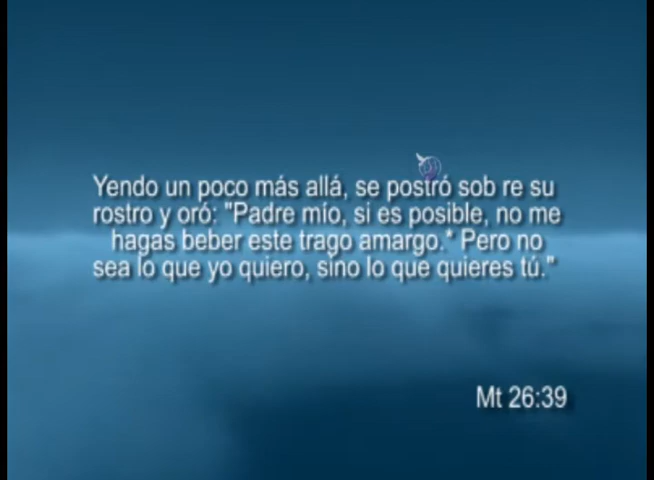 Yendo un poco más allá, se postró sob re su
rostro y oró: "Padre mío, si es posible, no me
hagas beber este trago amargo.* Pero no
sea lo que yo quiero, sino lo que quieres tú."
Mt 26:39